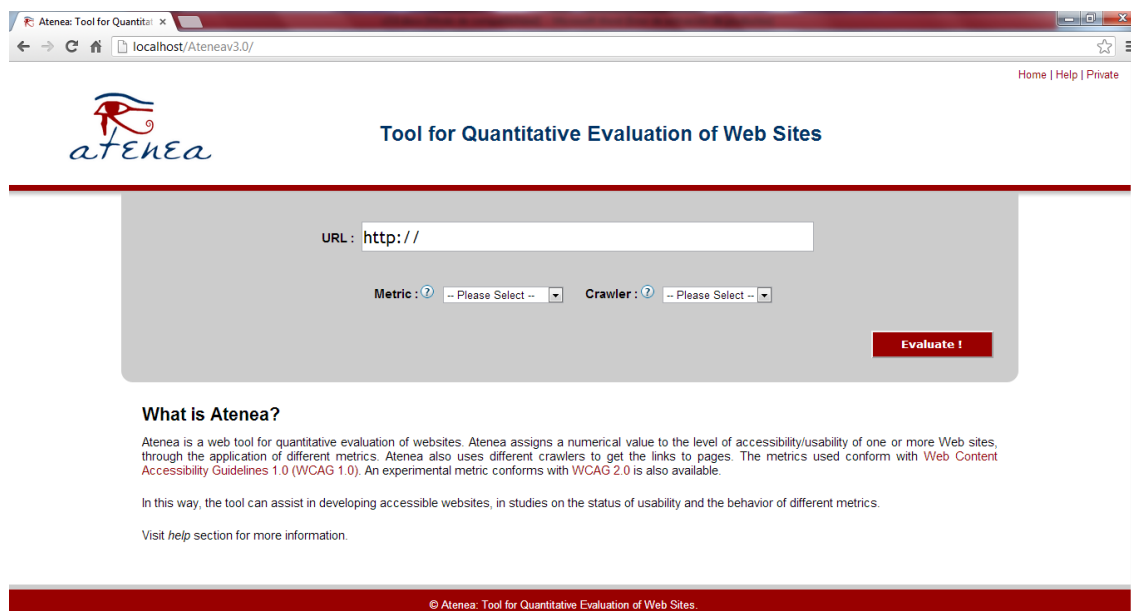 Atenea: Tool for Quantitat
localhost/Ateneav3.0/
Home | Help | Private
atenea
Tool for Quantitative Evaluation of Web Sites
URL : http://
Metric : ? -- Please Select -- Crawler : ? -- Please Select --
Evaluate !
What is Atenea?
Atenea is a web tool for quantitative evaluation of websites. Atenea assigns a numerical value to the level of accessibility/usability of one or more Web sites,
through the application of different metrics. Atenea also uses different crawlers to get the links to pages. The metrics used conform with Web Content
Accessibility Guidelines 1.0 (WCAG 1.0). An experimental metric conforms with WCAG 2.0 is also available.
In this way, the tool can assist in developing accessible websites, in studies on the status of usability and the behavior of different metrics.
Visit help section for more information.
© Atenea: Tool for Quantitative Evaluation of Web Sites.